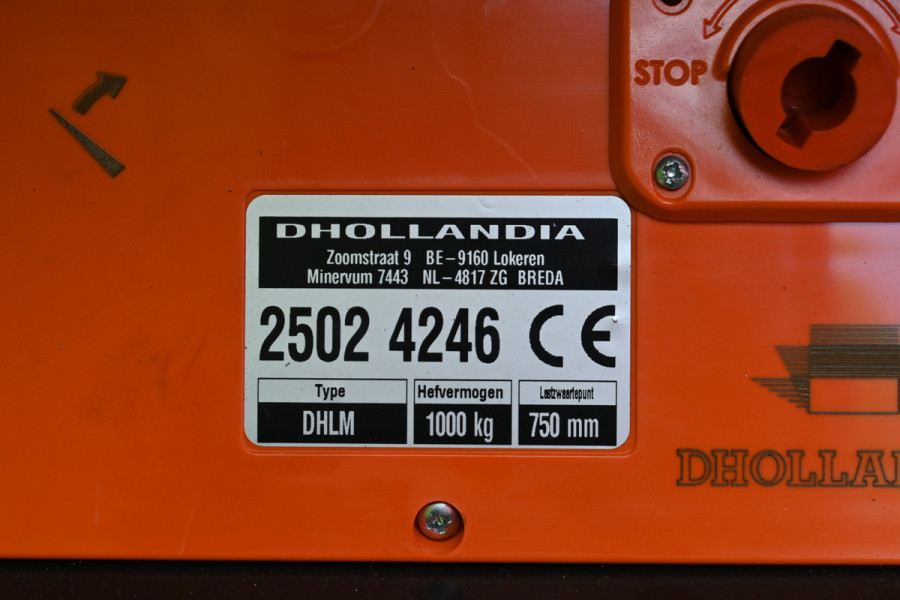 STOP
DHOLLANDIA
Zoomstraat 9 BE-9160 Lokeren
Minervum 7443 NL-4817 ZG BREDA
2502 4246 CE
Type Hefvermogen Lastzwaartepunt
DHLM 1000 kg 750 mm
DHOLLA